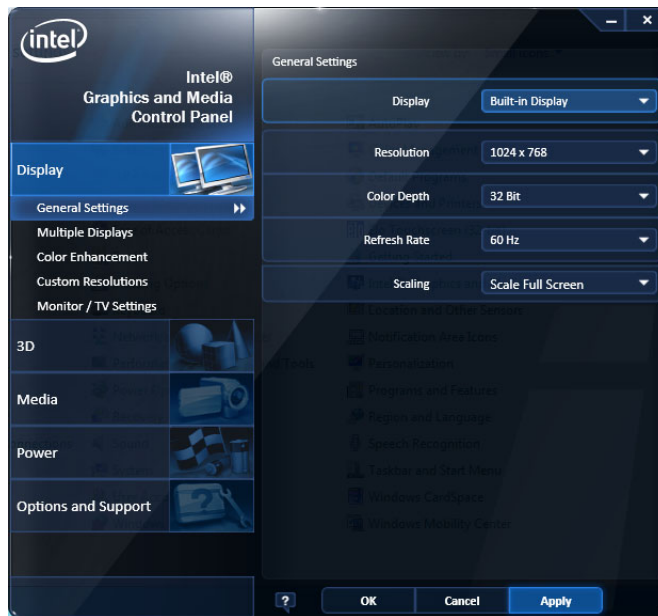 intel
Intel®
Graphics and Media
Control Panel
Display
General Settings
Multiple Displays
Color Enhancement
Custom Resolutions
Monitor / TV Settings
3D
Media
Power
Options and Support
General Settings
Display
Built-in Display
Resolution
1024 x 768
Color Depth
32 Bit
Refresh Rate
60 Hz
Scaling
Scale Full Screen
Location and Other Sensors
Notification Area Icons
Personalization
Programs and Features
Region and Language
Speech Recognition
Taskbar and Start Menu
Windows CardSpace
Windows Mobility Center
?
OK
Cancel
Apply